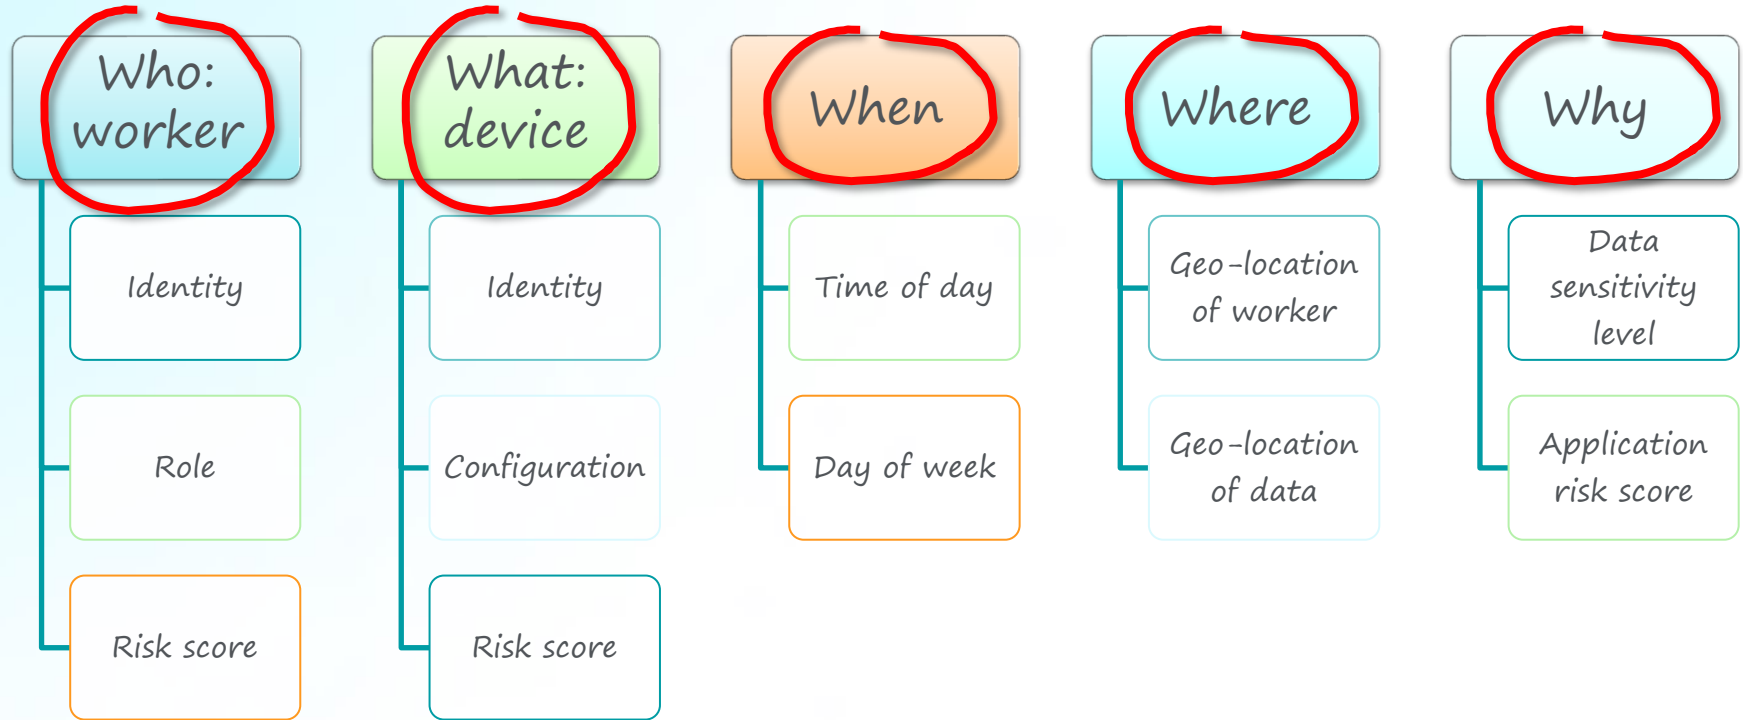 Who:
worker
Identity
Role
Risk score
What:
device
Identity
Configuration
Risk score
When
Time of day
Day of week
Where
Geo-location
of worker
Geo-location
of data
Why
Data
sensitivity
level
Application
risk score